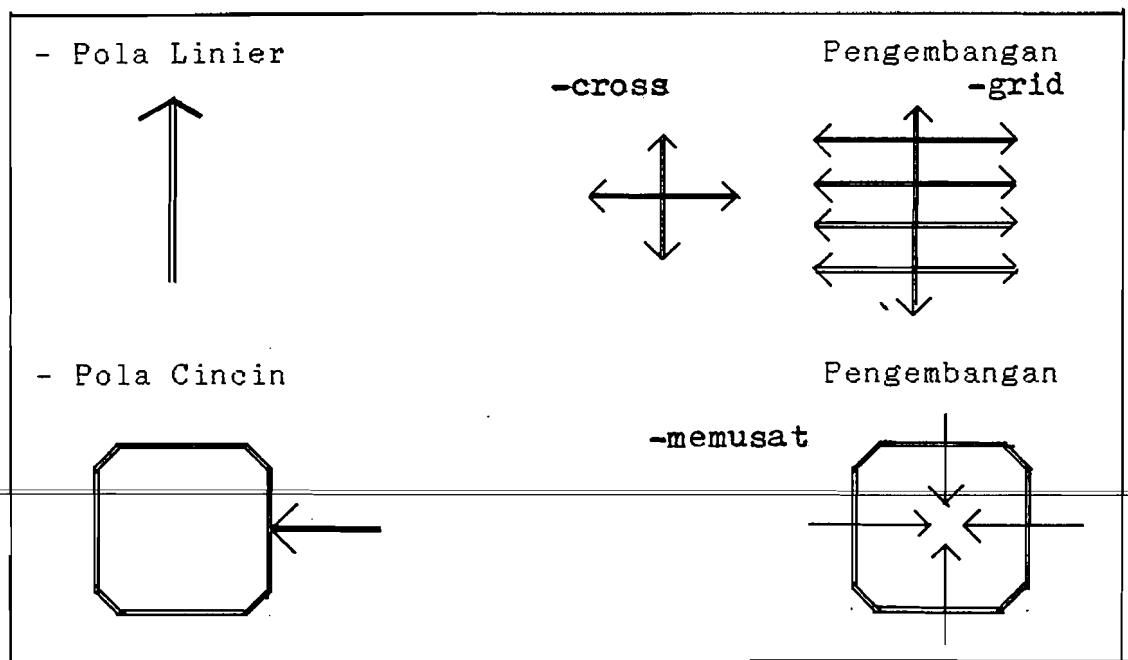 - Pola Linier
Pengembangan
-cross
-grid
- Pola Cincin
Pengembangan
-memusat